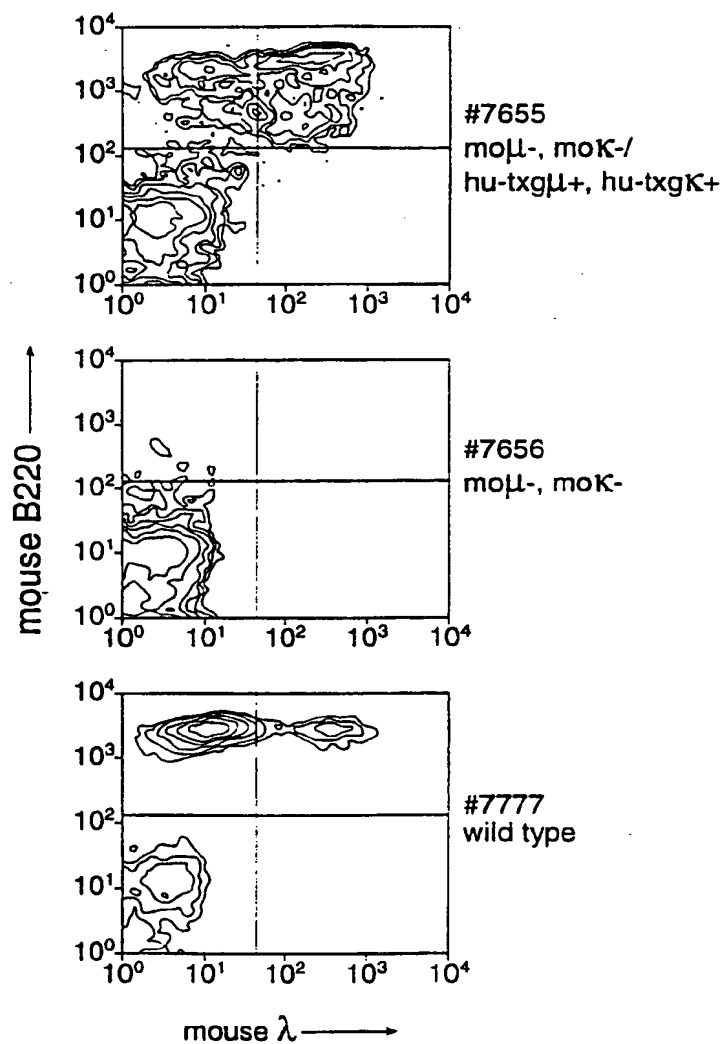 10⁴
10³
10²
10¹
10⁰
10⁰ 10¹ 10² 10³ 10⁴
#7655
moμ-, moκ-/
hu-txgμ+, hu-txgκ+
10⁴
10³
10²
10¹
10⁰
10⁰ 10¹ 10² 10³ 10⁴
#7656
moμ-, moκ-
mouse B220
10⁴
10³
10²
10¹
10⁰
10⁰ 10¹ 10² 10³ 10⁴
#7777
wild type
mouse λ